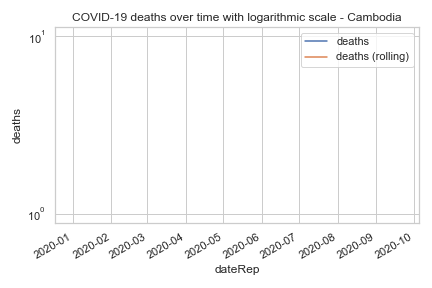 COVID-19 deaths over time with logarithmic scale - Cambodia
deaths
deaths (rolling)
10¹
deaths
10⁰
2020-01
2020-02
2020-03
2020-04
2020-05
2020-06
2020-07
2020-08
2020-09
2020-10
dateRep